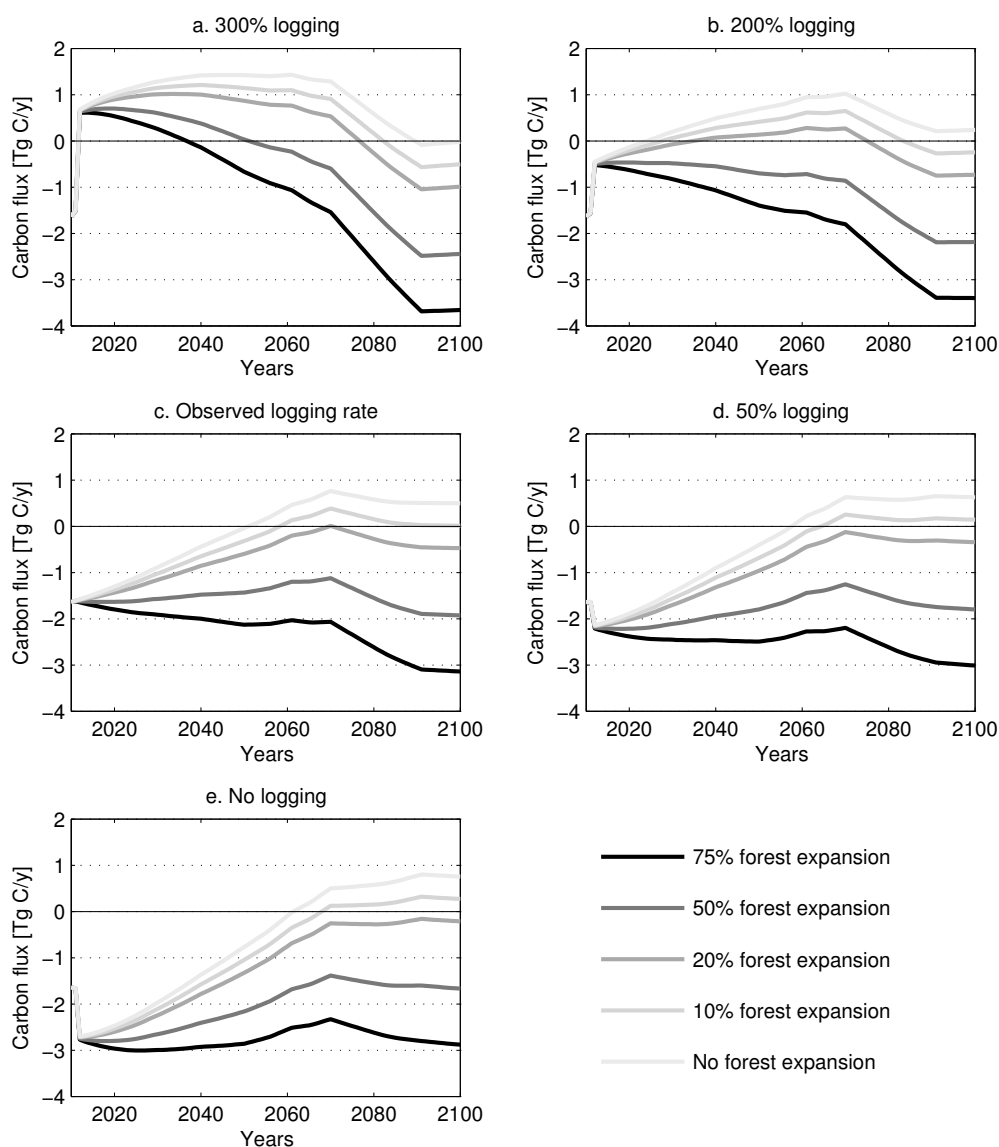 a. 300% logging
Carbon flux [Tg C/y]
2
1
0
−1
−2
−3
−4
2020 2040 2060 2080 2100
Years
b. 200% logging
Carbon flux [Tg C/y]
2
1
0
−1
−2
−3
−4
2020 2040 2060 2080 2100
Years
c. Observed logging rate
Carbon flux [Tg C/y]
2
1
0
−1
−2
−3
−4
2020 2040 2060 2080 2100
Years
d. 50% logging
Carbon flux [Tg C/y]
2
1
0
−1
−2
−3
−4
2020 2040 2060 2080 2100
Years
e. No logging
Carbon flux [Tg C/y]
2
1
0
−1
−2
−3
−4
2020 2040 2060 2080 2100
Years
75% forest expansion
50% forest expansion
20% forest expansion
10% forest expansion
No forest expansion